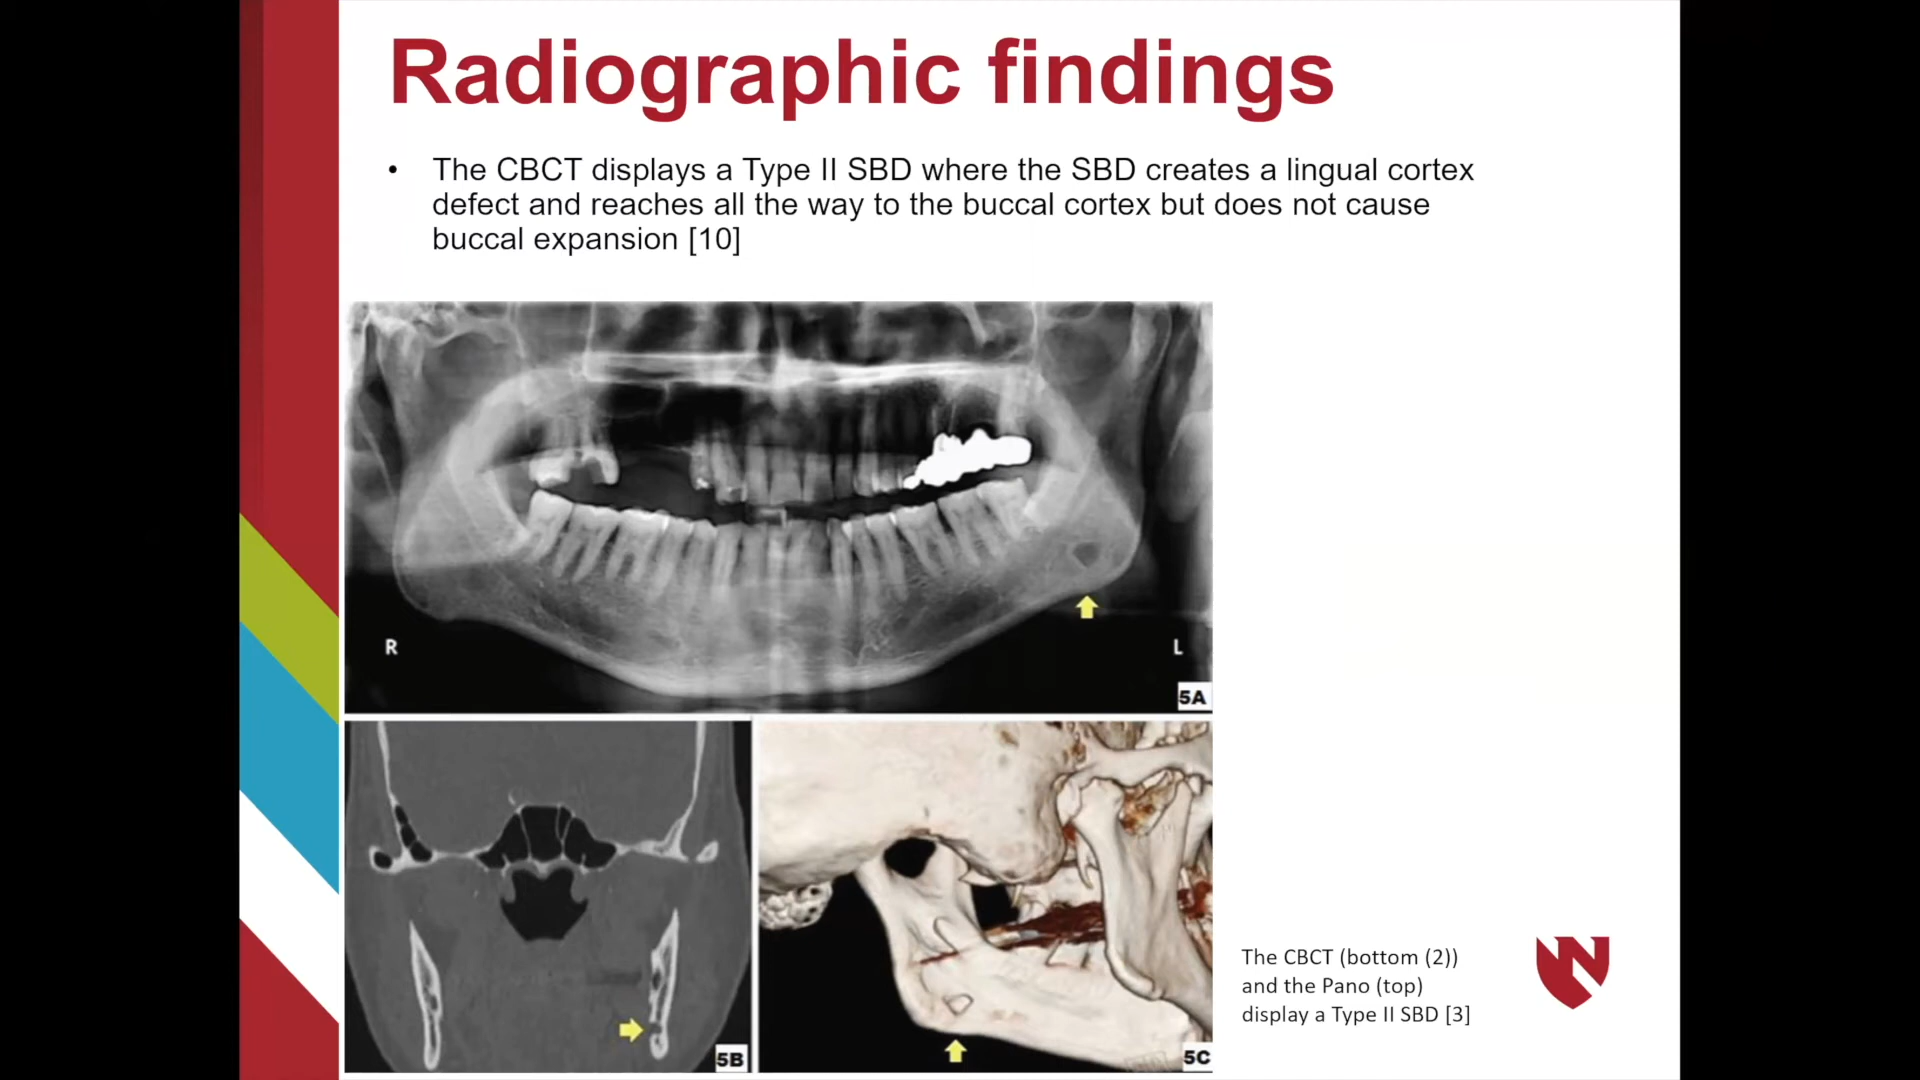 Radiographic findings
• The CBCT displays a Type II SBD where the SBD creates a lingual cortex
defect and reaches all the way to the buccal cortex but does not cause
buccal expansion [10]
R
L
5A
5B
5C
The CBCT (bottom (2))
and the Pano (top)
display a Type II SBD [3]
N